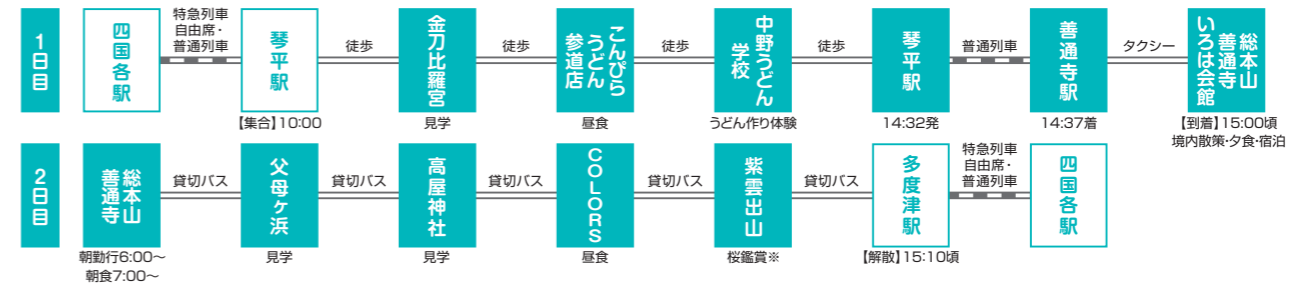 1日目
四国各駅
特急列車
自由席・
普通列車
琴平駅
【集合】10:00
徒歩
金刀比羅宮
見学
徒歩
こんぴら
うどん
参道店
昼食
徒歩
中野うどん
学校
うどん作り体験
徒歩
琴平駅
14:32発
普通列車
善通寺駅
14:37着
タクシー
総本山
善通寺
いろは会館
【到着】15:00頃
境内散策・夕食・宿泊
2日目
総本山
善通寺
朝勤行6:00〜
朝食7:00〜
貸切バス
父母ヶ浜
見学
貸切バス
高屋神社
見学
貸切バス
COLORS
昼食
貸切バス
紫雲出山
桜鑑賞※
貸切バス
多度津駅
【解散】15:10頃
特急列車
自由席・
普通列車
四国各駅